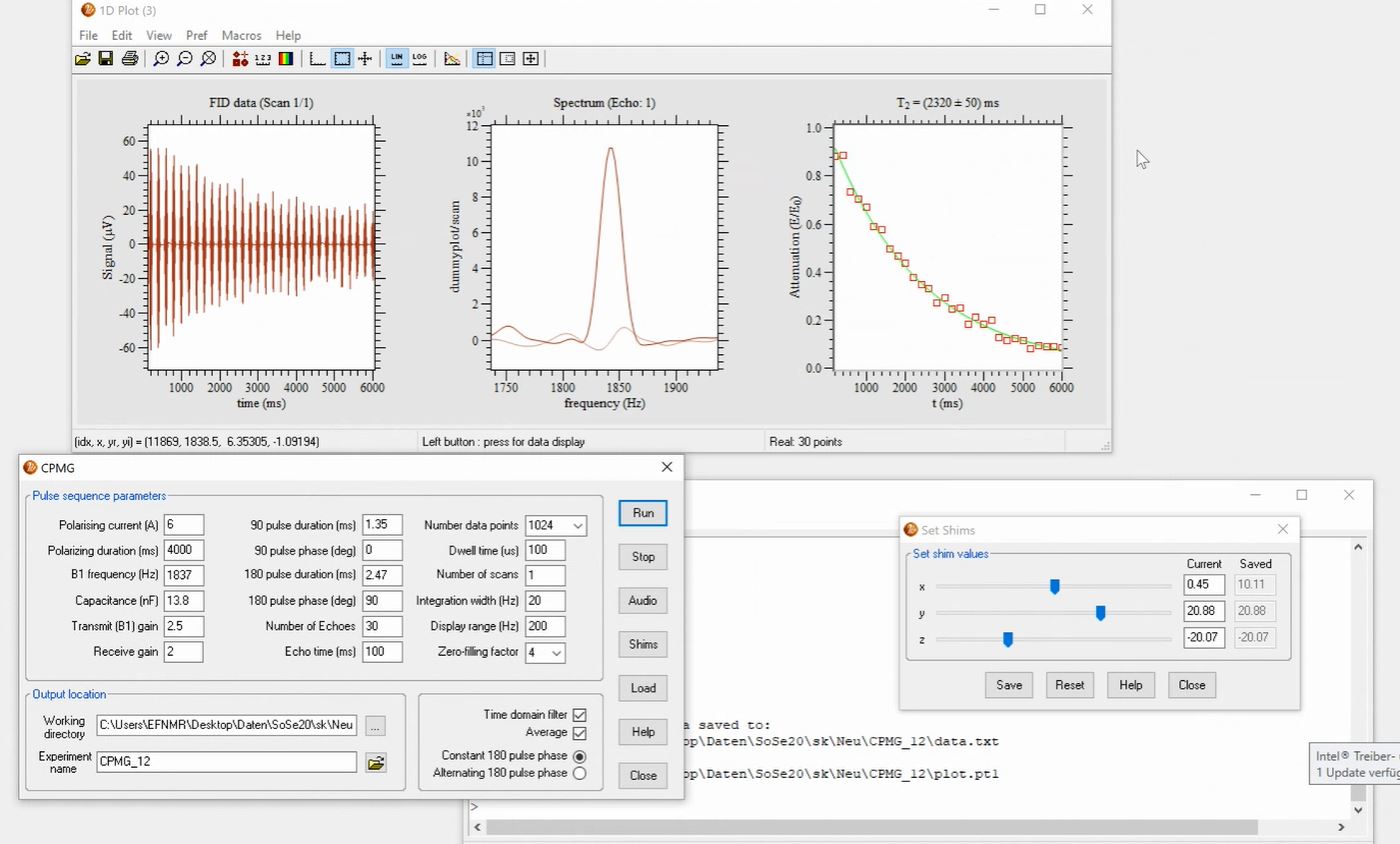 1D Plot (3)
File Edit View Pref Macros Help
1 2 3 LIN LOG
FID data (Scan 1/1)
Signal (µV)
60
40
20
0
-20
-40
-60
1000 2000 3000 4000 5000 6000
time (ms)
Spectrum (Echo: 1)
×10³
dummyplot/scan
12
10
8
6
4
2
0
1750 1800 1850 1900
frequency (Hz)
T₂ = (2320 ± 50) ms
Attenuation (E/E₀)
1.0
0.8
0.6
0.4
0.2
0.0
1000 2000 3000 4000 5000 6000
t (ms)
(idx, x, yr, yi) = (11869, 1838.5, 6.35305, -1.09194) Left button : press for data display Real: 30 points
CPMG
Pulse sequence parameters
Polarising current (A) 6 90 pulse duration (ms) 1.35 Number data points 1024
Polarizing duration (ms) 4000 90 pulse phase (deg) 0 Dwell time (us) 100
B1 frequency (Hz) 1837 180 pulse duration (ms) 2.47 Number of scans 1
Capacitance (nF) 13.8 180 pulse phase (deg) 90 Integration width (Hz) 20
Transmit (B1) gain 2.5 Number of Echoes 30 Display range (Hz) 200
Receive gain 2 Echo time (ms) 100 Zero-filling factor 4
Run
Stop
Audio
Shims
Load
Help
Close
Output location
Working directory C:\Users\EFNMR\Desktop\Daten\SoSe20\sk\Neu ...
Experiment name CPMG_12
Time domain filter
Average
Constant 180 pulse phase
Alternating 180 pulse phase
Set Shims
Set shim values
Current Saved
x 0.45 10.11
y 20.88 20.88
z -20.07 -20.07
Save Reset Help Close
a saved to:
op\Daten\SoSe20\sk\Neu\CPMG_12\data.txt
op\Daten\SoSe20\sk\Neu\CPMG_12\plot.pt1
>
Intel® Treiber-
1 Update verfüg